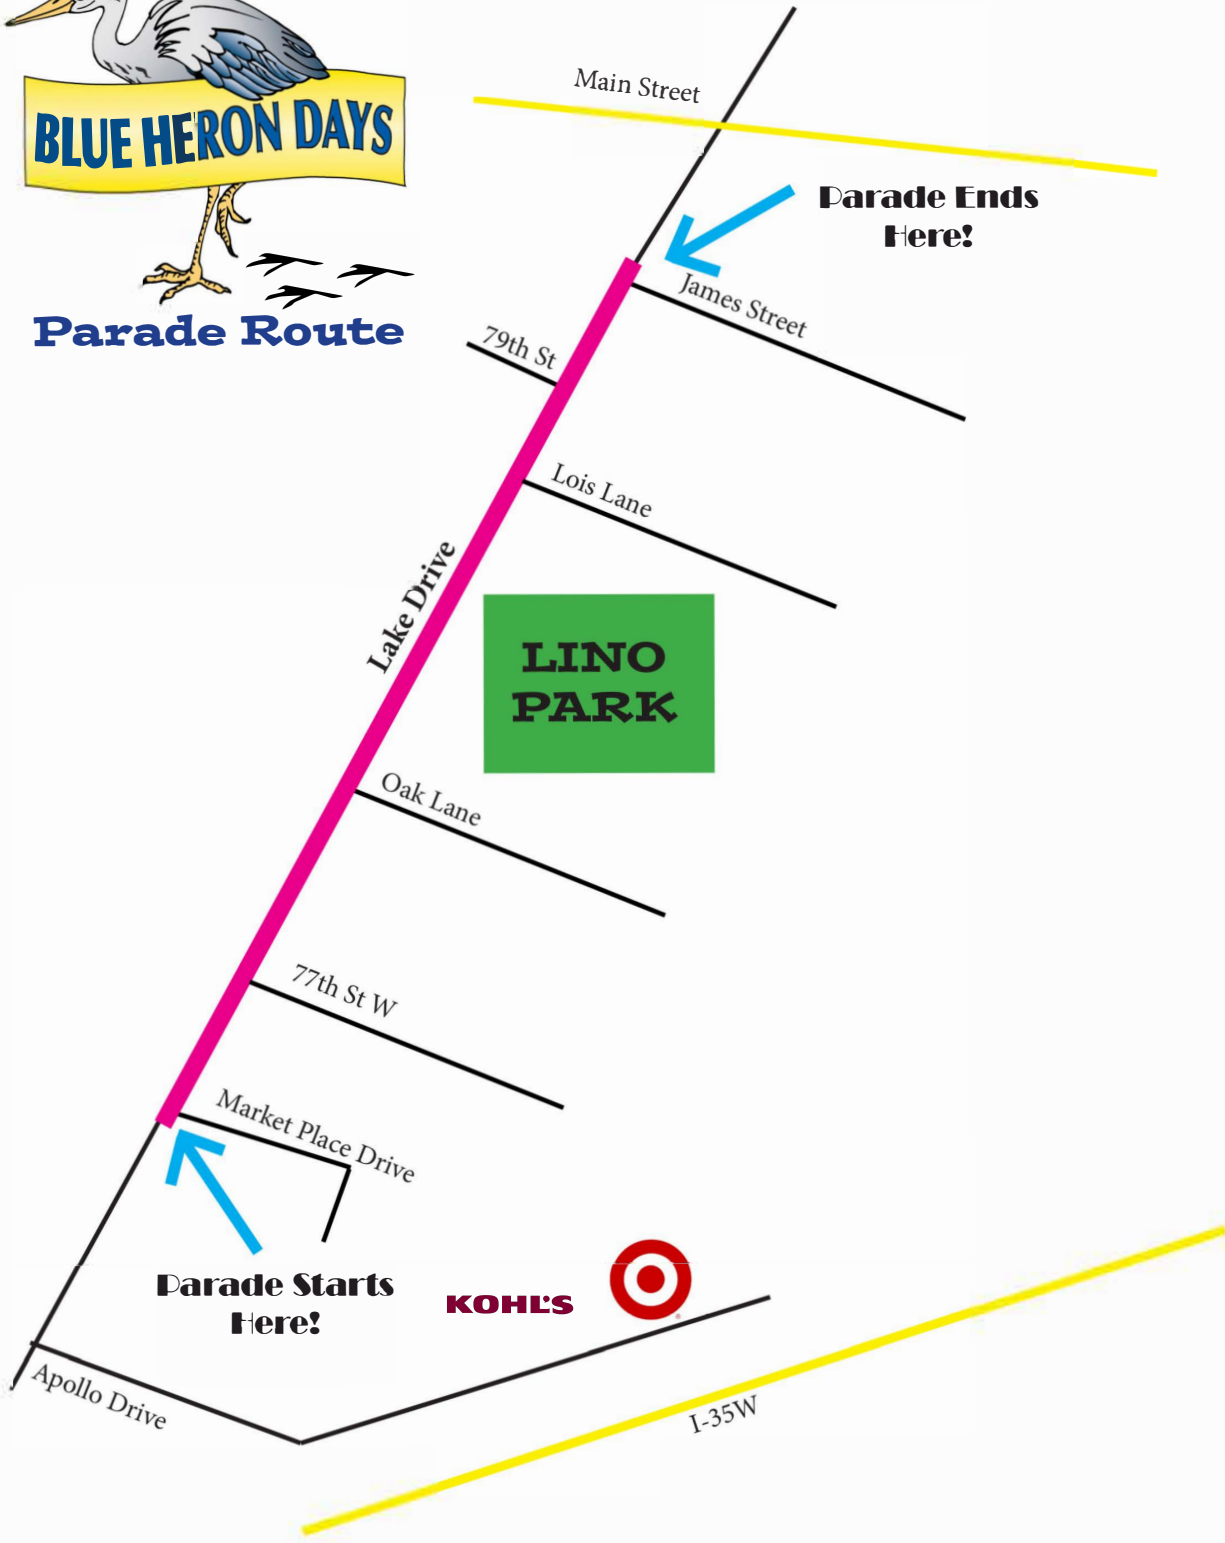 BLUE HERON DAYS
Parade Route
Main Street
Parade Ends
Here!
James Street
79th St
Lois Lane
Lake Drive
LINO
PARK
Oak Lane
77th St W
Market Place Drive
Parade Starts
Here!
KOHL'S
Apollo Drive
I-35W